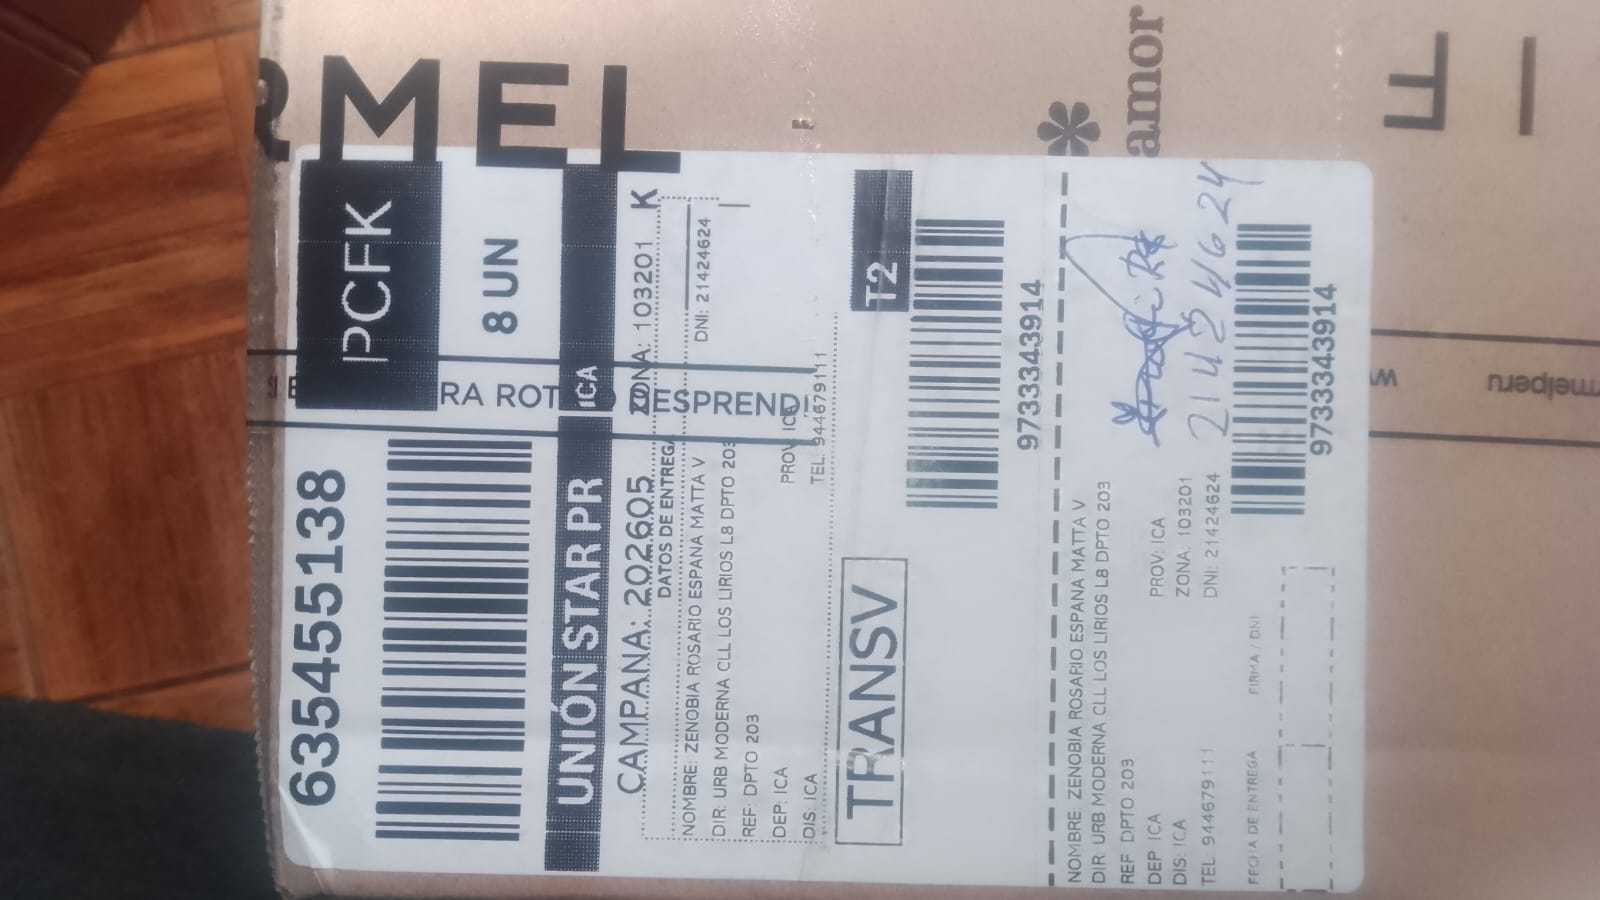 RMEL
* amor
PCFK
8 UN
6354455138
UNIÓN STAR PR ICA
RA ROT DESPREND
CAMPANA: 202605 ZONA: 103201 K
DATOS DE ENTREGA
NOMBRE: ZENOBIA ROSARIO ESPANA MATTA V DNI: 21424624
DIR: URB MODERNA CLL LOS LIRIOS L8 DPTO 203
REF: DPTO 203
DEP: ICA PROV: ICA
DIS: ICA TEL: 944679111
TRANSV T2
9733343914
NOMBRE ZENOBIA ROSARIO ESPANA MATTA V
DIR: URB MODERNA CLL LOS LIRIOS L8 DPTO 203
REF DPTO 203
DEP ICA PROV: ICA
DIS: ICA ZONA: 103201
TEL 944679111 DNI: 21424624
21424624
FECHA DE ENTREGA FIRMA / DNI
9733343914
melperu